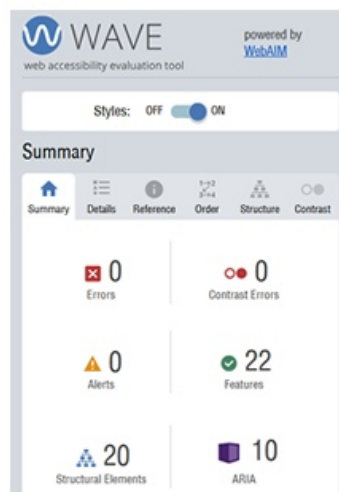 WAVE
powered by
WebAIM
web accessibility evaluation tool
Styles: OFF ON
Summary
Summary Details Reference Order Structure Contrast
0
Errors
0
Contrast Errors
0
Alerts
22
Features
20
Structural Elements
10
ARIA